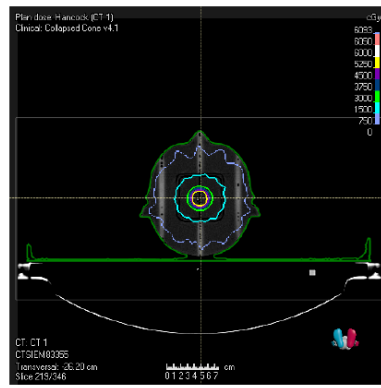 Plan dose: Hancock (CT 1)
Clinical: Collapsed Cone v4.1
cGy
6093
6050
6000
5250
4500
3750
3000
1500
750
0
CT: CT 1
CTSIEM83355
Transversal: -26.20 cm
Slice 219/346
cm
0 1 2 3 4 5 6 7